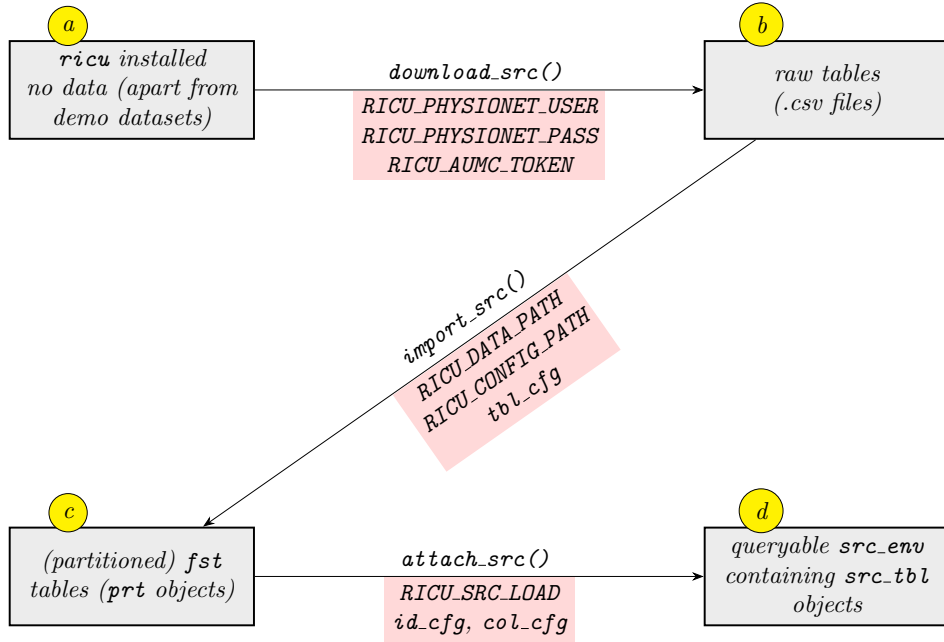 a
ricu installed
no data (apart from
demo datasets)
download_src()
RICU_PHYSIONET_USER
RICU_PHYSIONET_PASS
RICU_AUMC_TOKEN
b
raw tables
(.csv files)
import_src()
RICU_DATA_PATH
RICU_CONFIG_PATH
tbl_cfg
c
(partitioned) fst
tables (prt objects)
attach_src()
RICU_SRC_LOAD
id_cfg, col_cfg
d
queryable src_env
containing src_tbl
objects